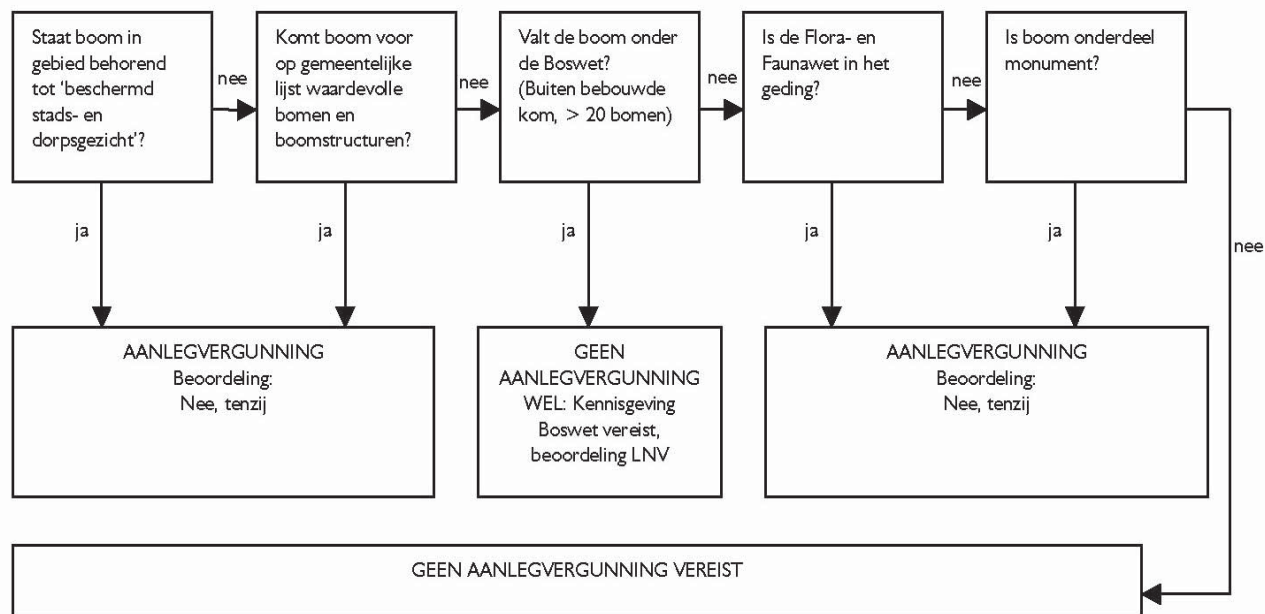 Staat boom in
gebied behorend
tot 'beschermd
stads- en
dorpsgezicht'?
nee
Komt boom voor
op gemeentelijke
lijst waardevolle
bomen en
boomstructuren?
nee
Valt de boom onder
de Boswet?
(Buiten bebouwde
kom, > 20 bomen)
nee
Is de Flora- en
Faunawet in het
geding?
nee
Is boom onderdeel
monument?
ja
ja
ja
ja
ja
nee
AANLEGVERGUNNING
Beoordeling:
Nee, tenzij
GEEN
AANLEGVERGUNNING
WEL: Kennisgeving
Boswet vereist,
beoordeling LNV
AANLEGVERGUNNING
Beoordeling:
Nee, tenzij
GEEN AANLEGVERGUNNING VEREIST